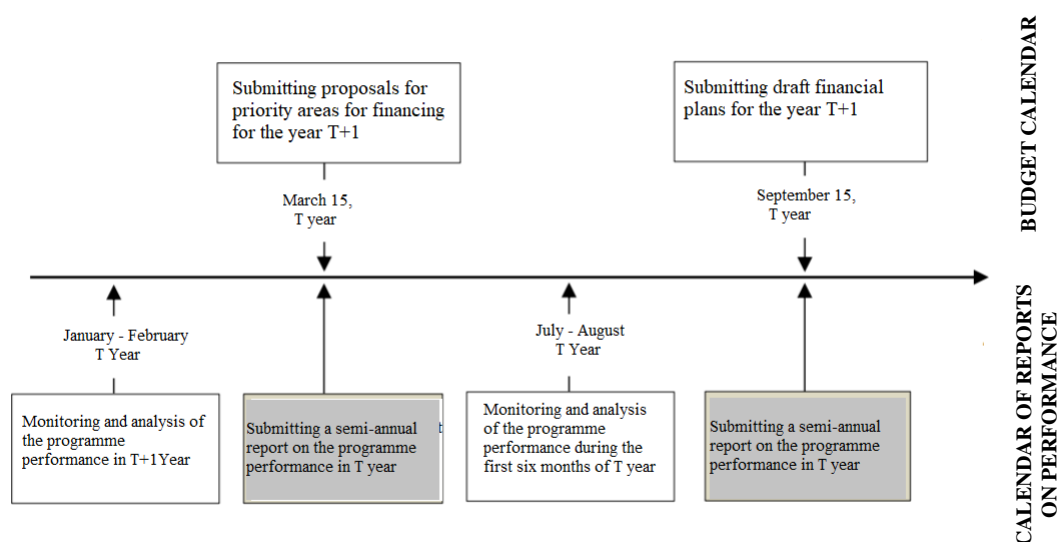 Submitting proposals for
priority areas for financing
for the year T+1
Submitting draft financial
plans for the year T+1
BUDGET CALENDAR
March 15,
T year
September 15,
T year
January - February
T Year
July - August
T Year
Monitoring and analysis of
the programme
performance in T+1Year
Submitting a semi-annual
report on the programme
performance in T year
Monitoring and analysis
of the programme
performance during the
first six months of T year
Submitting a semi-annual
report on the programme
performance in T year
CALENDAR OF REPORTS
ON PERFORMANCE